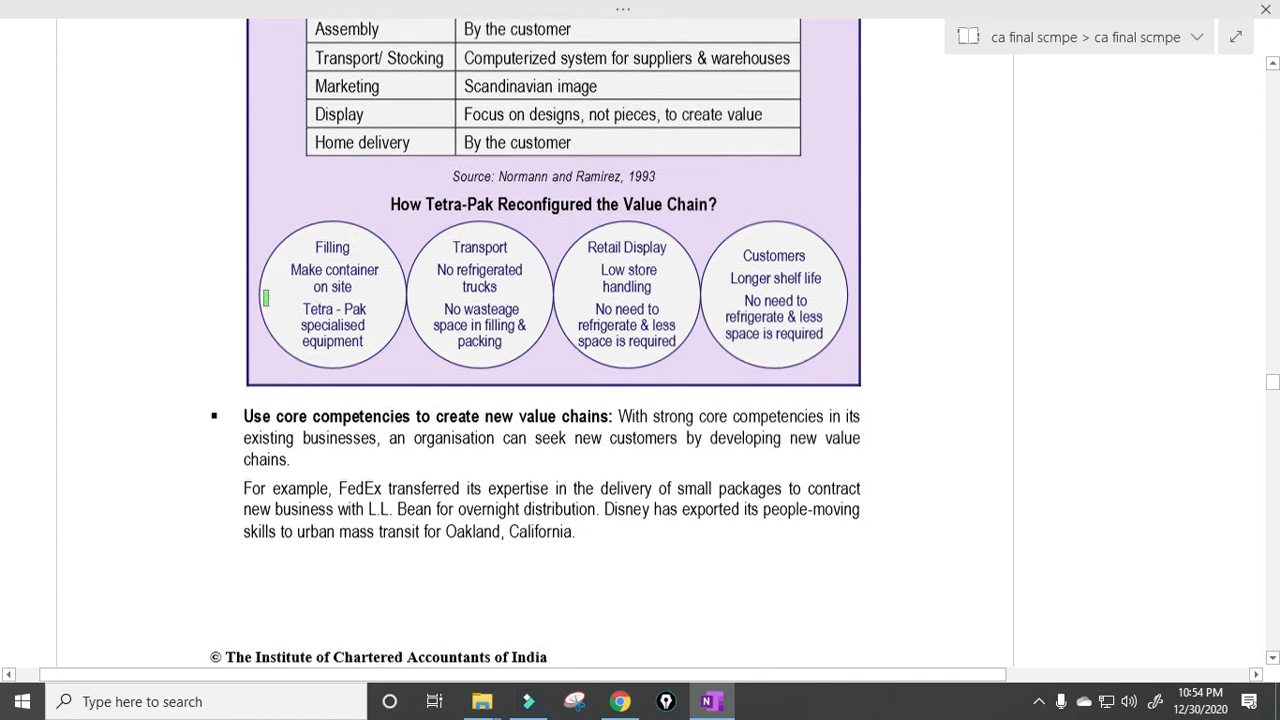 ca final scmpe > ca final scmpe
Assembly By the customer
Transport/ Stocking Computerized system for suppliers & warehouses
Marketing Scandinavian image
Display Focus on designs, not pieces, to create value
Home delivery By the customer
Source: Normann and Ramirez, 1993
How Tetra-Pak Reconfigured the Value Chain?
Filling
Make container
on site
Tetra - Pak
specialised
equipment
Transport
No refrigerated
trucks
No wasteage
space in filling &
packing
Retail Display
Low store
handling
No need to
refrigerate & less
space is required
Customers
Longer shelf life
No need to
refrigerate & less
space is required
▪ Use core competencies to create new value chains: With strong core competencies in its
existing businesses, an organisation can seek new customers by developing new value
chains.
For example, FedEx transferred its expertise in the delivery of small packages to contract
new business with L.L. Bean for overnight distribution. Disney has exported its people-moving
skills to urban mass transit for Oakland, California.
© The Institute of Chartered Accountants of India
Type here to search
N
10:54 PM
12/30/2020